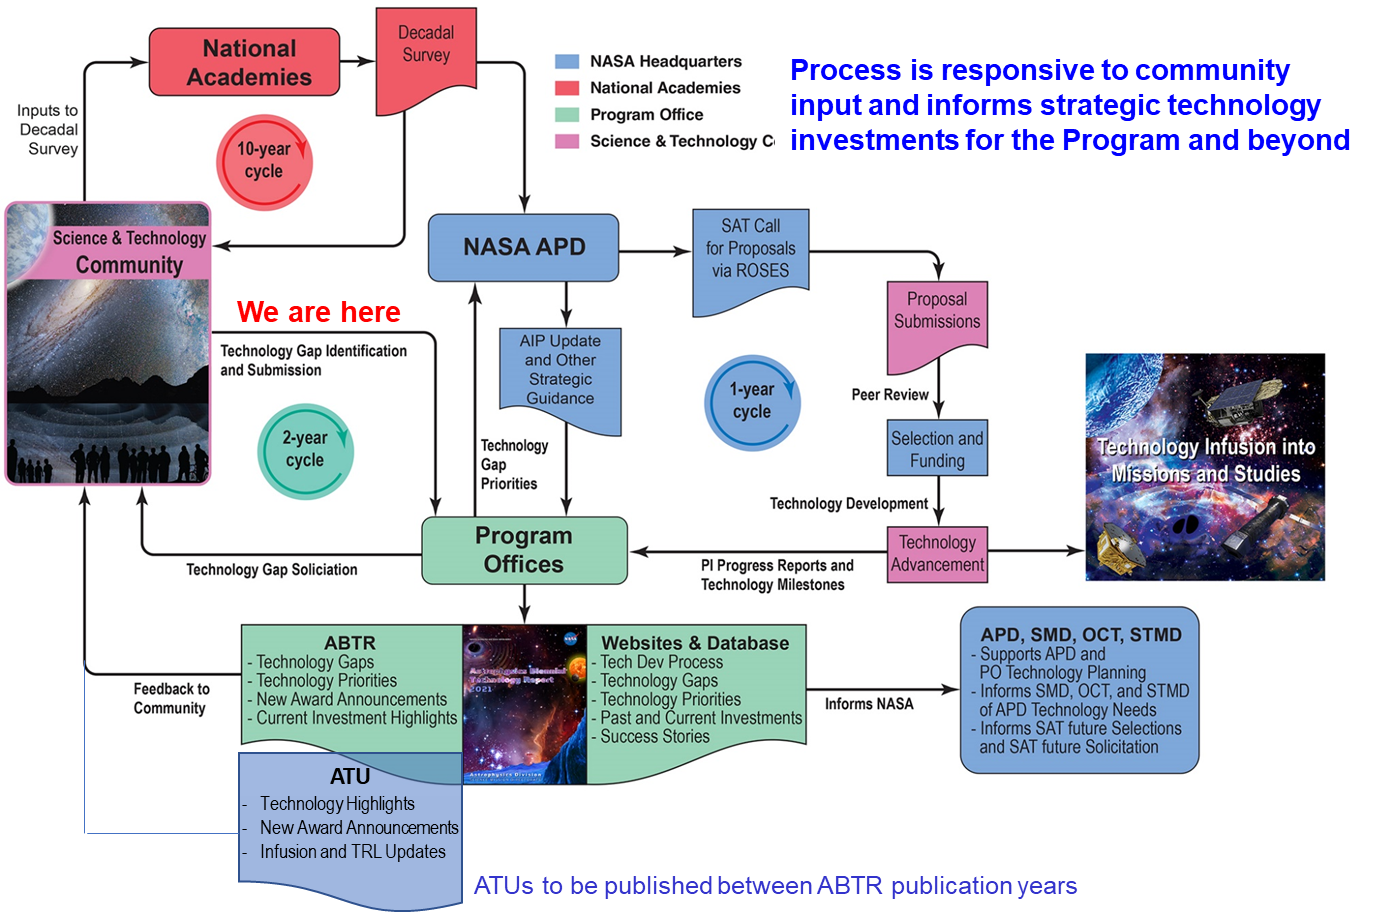 National
Academies
Decadal
Survey
NASA Headquarters
National Academies
Program Office
Science & Technology Co
Process is responsive to community
input and informs strategic technology
investments for the Program and beyond
Inputs to
Decadal
Survey
10-year
cycle
Science & Technology
Community
NASA APD
SAT Call
for Proposals
via ROSES
Proposal
Submissions
We are here
Technology Gap Identification
and Submission
AIP Update
and Other
Strategic
Guidance
1-year
cycle
Peer Review
2-year
cycle
Technology
Gap
Priorities
Selection and
Funding
Technology Infusion into
Missions and Studies
Technology Development
Program
Offices
Technology
Advancement
Technology Gap Soliciation
PI Progress Reports and
Technology Milestones
ABTR
- Technology Gaps
- Technology Priorities
- New Award Announcements
- Current Investment Highlights
NASA
Astrophysics Biennial
Technology Report
2021
Astrophysics Division
Websites & Database
- Tech Dev Process
- Technology Gaps
- Technology Priorities
- Past and Current Investments
- Success Stories
APD, SMD, OCT, STMD
- Supports APD and
PO Technology Planning
- Informs SMD, OCT, and STMD
of APD Technology Needs
- Informs SAT future Selections
and SAT future Solicitation
Feedback to
Community
Informs NASA
ATU
- Technology Highlights
- New Award Announcements
- Infusion and TRL Updates
ATUs to be published between ABTR publication years